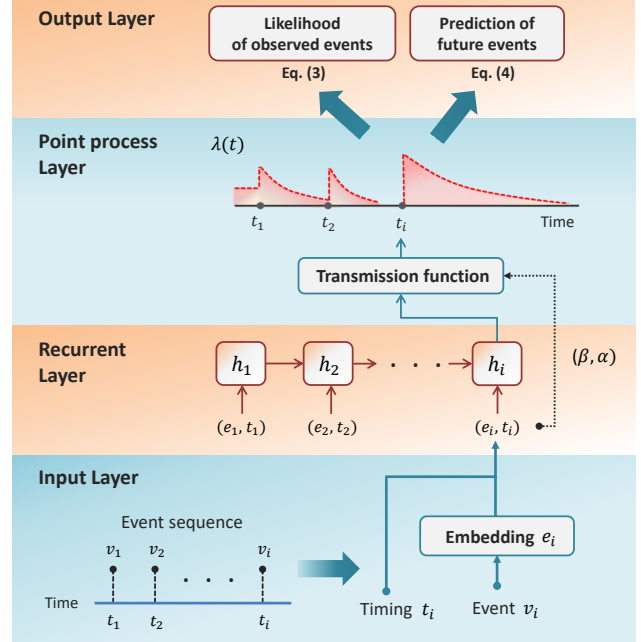 Output Layer
Likelihood
of observed events
Prediction of
future events
Eq. (3)
Eq. (4)
Point process
Layer
λ(t)
t₁
t₂
tᵢ
Time
Transmission function
Recurrent
Layer
h₁
h₂
. . .
hᵢ
(β, α)
(e₁, t₁)
(e₂, t₂)
(eᵢ, tᵢ)
Input Layer
Event sequence
v₁
v₂
. . .
vᵢ
Time
t₁
t₂
tᵢ
Embedding eᵢ
Timing tᵢ
Event vᵢ